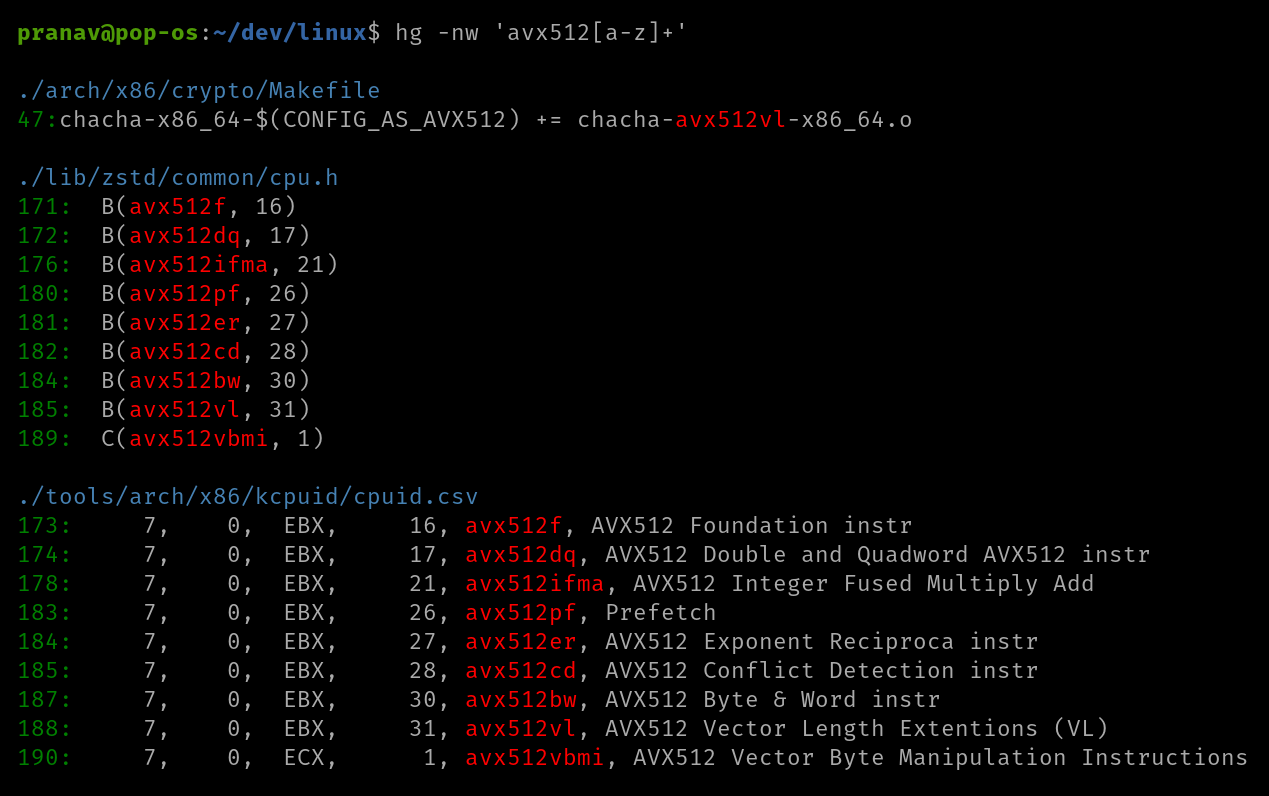 pranav@pop-os:~/dev/linux$ hg -nw 'avx512[a-z]+'

./arch/x86/crypto/Makefile
47:chacha-x86_64-$(CONFIG_AS_AVX512) += chacha-avx512vl-x86_64.o

./lib/zstd/common/cpu.h
171:  B(avx512f, 16)
172:  B(avx512dq, 17)
176:  B(avx512ifma, 21)
180:  B(avx512pf, 26)
181:  B(avx512er, 27)
182:  B(avx512cd, 28)
184:  B(avx512bw, 30)
185:  B(avx512vl, 31)
189:  C(avx512vbmi, 1)

./tools/arch/x86/kcpuid/cpuid.csv
173:     7,    0,  EBX,     16, avx512f, AVX512 Foundation instr
174:     7,    0,  EBX,     17, avx512dq, AVX512 Double and Quadword AVX512 instr
178:     7,    0,  EBX,     21, avx512ifma, AVX512 Integer Fused Multiply Add
183:     7,    0,  EBX,     26, avx512pf, Prefetch
184:     7,    0,  EBX,     27, avx512er, AVX512 Exponent Reciproca instr
185:     7,    0,  EBX,     28, avx512cd, AVX512 Conflict Detection instr
187:     7,    0,  EBX,     30, avx512bw, AVX512 Byte & Word instr
188:     7,    0,  EBX,     31, avx512vl, AVX512 Vector Length Extentions (VL)
190:     7,    0,  ECX,      1, avx512vbmi, AVX512 Vector Byte Manipulation Instructions